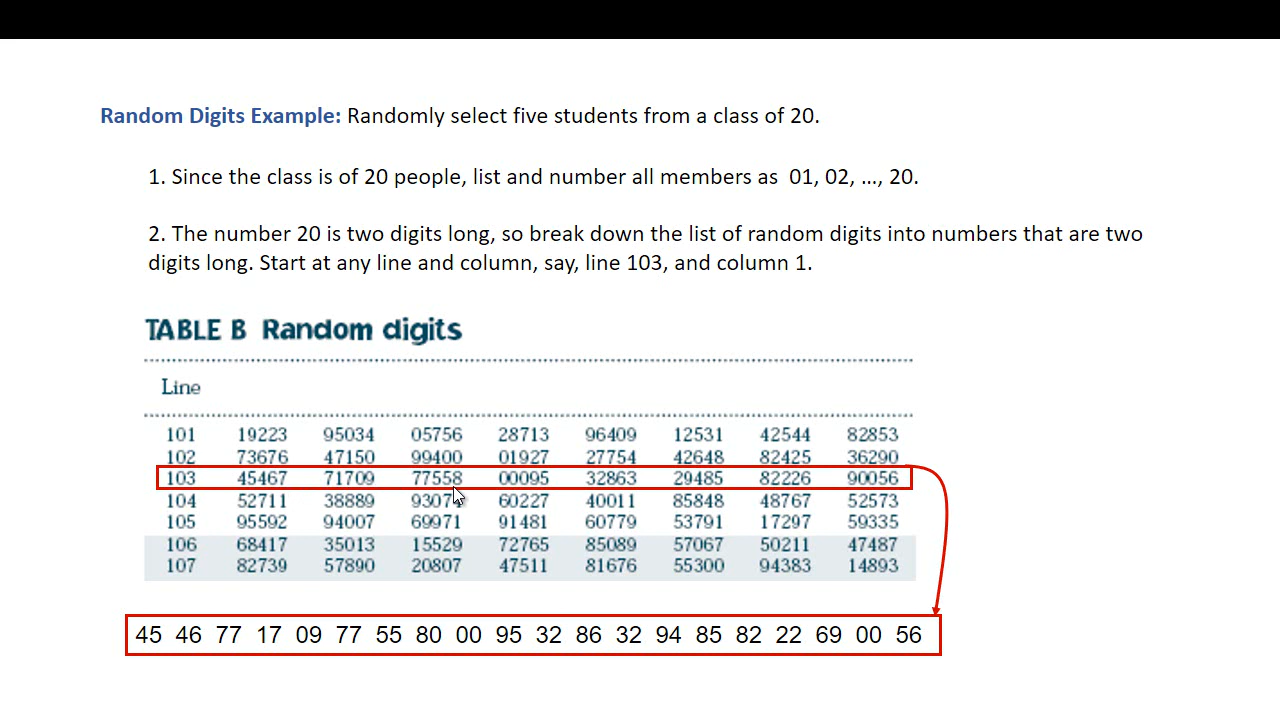 Random Digits Example: Randomly select five students from a class of 20.
1. Since the class is of 20 people, list and number all members as 01, 02, ..., 20.
2. The number 20 is two digits long, so break down the list of random digits into numbers that are two
digits long. Start at any line and column, say, line 103, and column 1.
TABLE B Random digits
Line
101 19223 95034 05756 28713 96409 12531 42544 82853
102 73676 47150 99400 01927 27754 42648 82425 36290
103 45467 71709 77558 00095 32863 29485 82226 90056
104 52711 38889 93074 60227 40011 85848 48767 52573
105 95592 94007 69971 91481 60779 53791 17297 59335
106 68417 35013 15529 72765 85089 57067 50211 47487
107 82739 57890 20807 47511 81676 55300 94383 14893
45 46 77 17 09 77 55 80 00 95 32 86 32 94 85 82 22 69 00 56